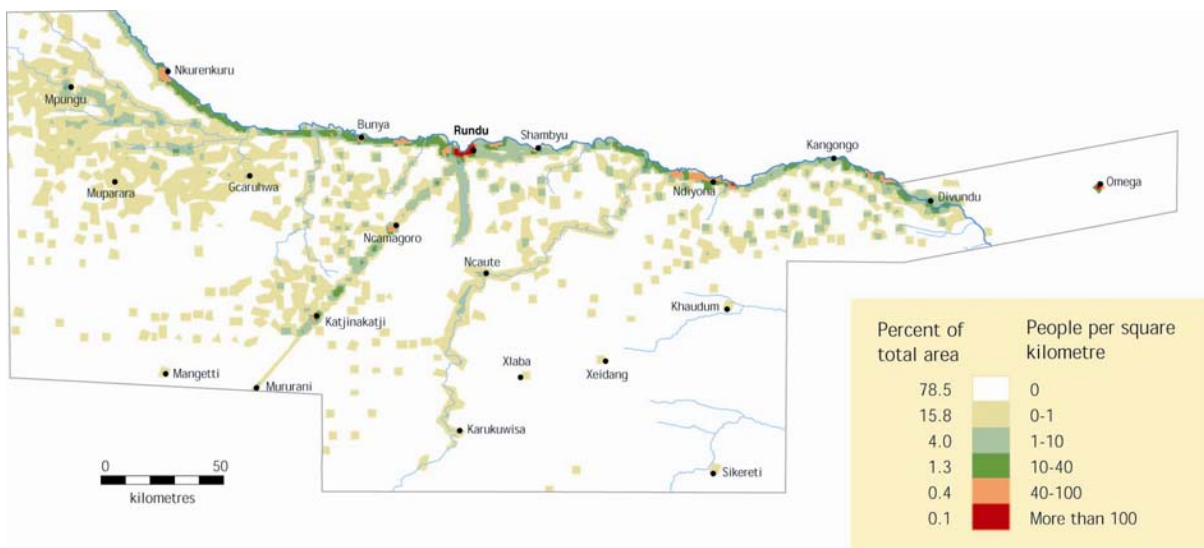 Nkurenkuru
Mpungu
Bunya
Rundu
Shambyu
Kangongo
Muparara
Gcaruhwa
Ndiyona
Omega
Divundu
Ncamagoro
Ncaute
Katjinakatji
Khaudum
Xlaba
Xeidang
Mangetti
Mururani
Karukuwisa
Sikereti
0 50
kilometres
Percent of People per square
total area kilometre
78.5 0
15.8 0-1
4.0 1-10
1.3 10-40
0.4 40-100
0.1 More than 100